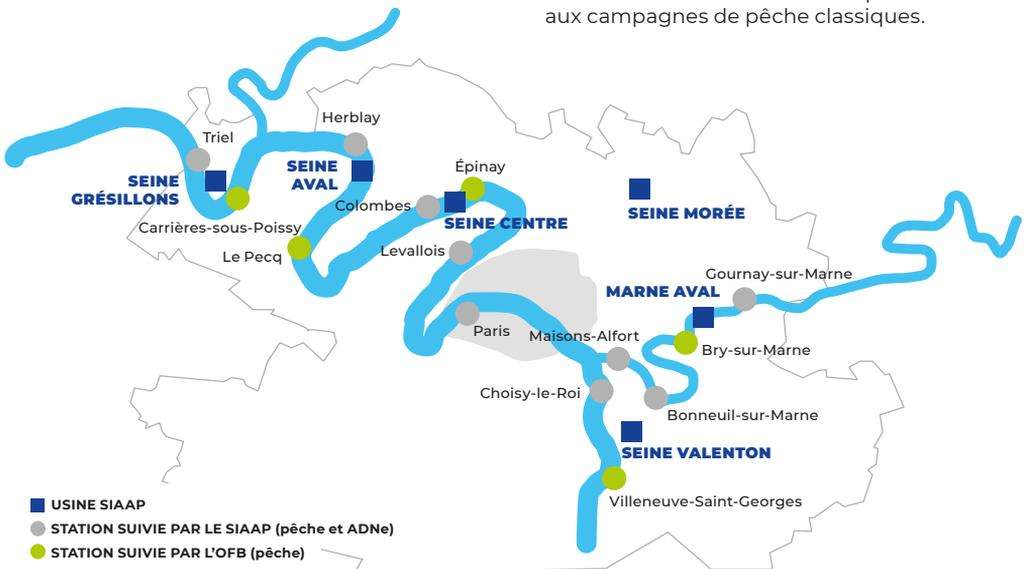 aux campagnes de pêche classiques.
Herblay
Triel
Épinay
SEINE
AVAL
SEINE
GRÉSILLONS
Colombes
SEINE CENTRE
SEINE MORÉE
Carrières-sous-Poissy
Le Pecq
Levallois
Gournay-sur-Marne
MARNE AVAL
Paris
Maisons-Alfort
Bry-sur-Marne
Choisy-le-Roi
Bonneuil-sur-Marne
SEINE VALENTON
Villeneuve-Saint-Georges
USINE SIAAP
STATION SUIVIE PAR LE SIAAP (pêche et ADNe)
STATION SUIVIE PAR L’OFB (pêche)